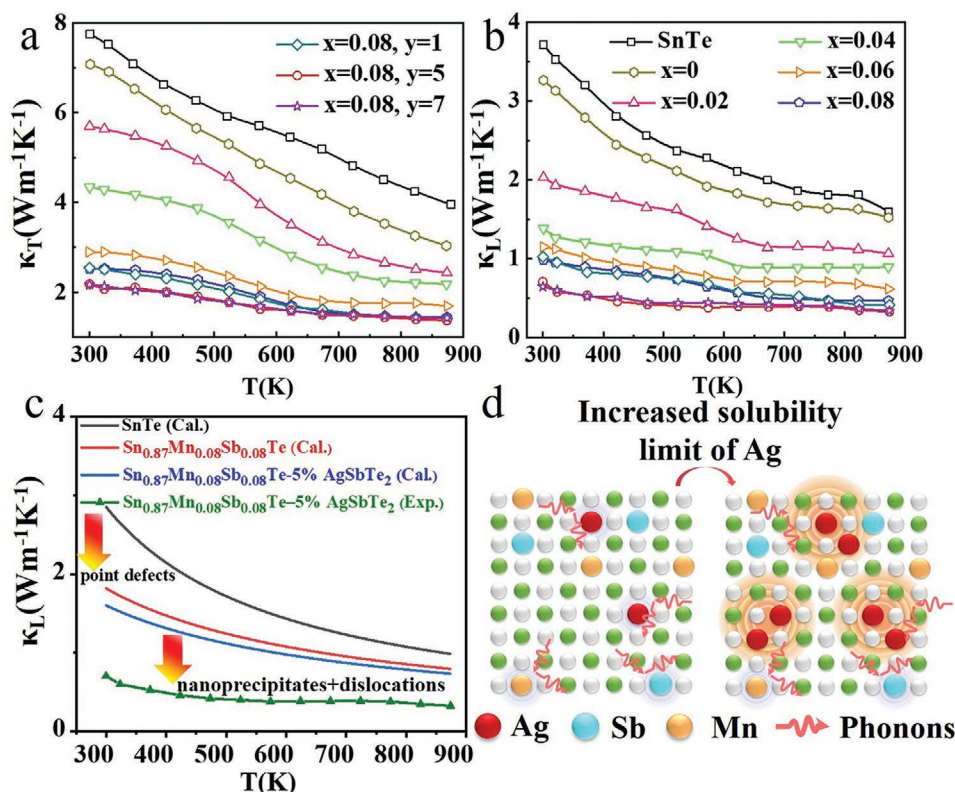 a
8
6
4
2
κT(Wm⁻¹K⁻¹)
x=0.08, y=1
x=0.08, y=5
x=0.08, y=7
300 400 500 600 700 800 900
T(K)
b
4
3
2
1
0
κL(Wm⁻¹K⁻¹)
SnTe
x=0
x=0.02
x=0.04
x=0.06
x=0.08
300 400 500 600 700 800 900
T(K)
c
4
2
0
κL(Wm⁻¹K⁻¹)
SnTe (Cal.)
Sn0.87Mn0.08Sb0.08Te (Cal.)
Sn0.87Mn0.08Sb0.08Te-5% AgSbTe2 (Cal.)
Sn0.87Mn0.08Sb0.08Te–5% AgSbTe2 (Exp.)
point defects
nanoprecipitates+dislocations
300 400 500 600 700 800 900
T(K)
d
Increased solubility
limit of Ag
Ag Sb Mn Phonons